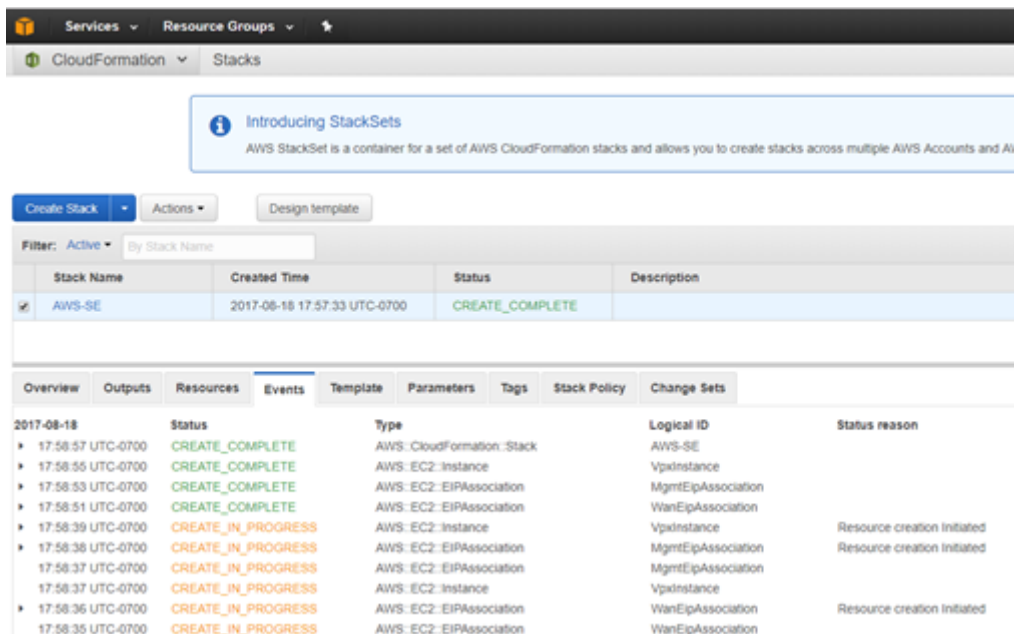 Services Resource Groups
CloudFormation Stacks
Introducing StackSets
AWS StackSet is a container for a set of AWS CloudFormation stacks and allows you to create stacks across multiple AWS Accounts and
Create Stack Actions Design template
Filter: Active By Stack Name
Stack Name Created Time Status Description
AWS-SE 2017-08-18 17:57:33 UTC-0700 CREATE_COMPLETE
Overview Outputs Resources Events Template Parameters Tags Stack Policy Change Sets
2017-08-18 Status Type Logical ID Status reason
17:58:57 UTC-0700 CREATE_COMPLETE AWS::CloudFormation::Stack AWS-SE
17:58:55 UTC-0700 CREATE_COMPLETE AWS::EC2::Instance VpxInstance
17:58:53 UTC-0700 CREATE_COMPLETE AWS::EC2::EIPAssociation MgmtEipAssociation
17:58:51 UTC-0700 CREATE_COMPLETE AWS::EC2::EIPAssociation WanEipAssociation
17:58:39 UTC-0700 CREATE_IN_PROGRESS AWS::EC2::Instance VpxInstance Resource creation Initiated
17:58:38 UTC-0700 CREATE_IN_PROGRESS AWS::EC2::EIPAssociation MgmtEipAssociation Resource creation Initiated
17:58:37 UTC-0700 CREATE_IN_PROGRESS AWS::EC2::EIPAssociation MgmtEipAssociation
17:58:37 UTC-0700 CREATE_IN_PROGRESS AWS::EC2::Instance VpxInstance
17:58:36 UTC-0700 CREATE_IN_PROGRESS AWS::EC2::EIPAssociation WanEipAssociation Resource creation Initiated
17:58:35 UTC-0700 CREATE_IN_PROGRESS AWS::EC2::EIPAssociation WanEipAssociation